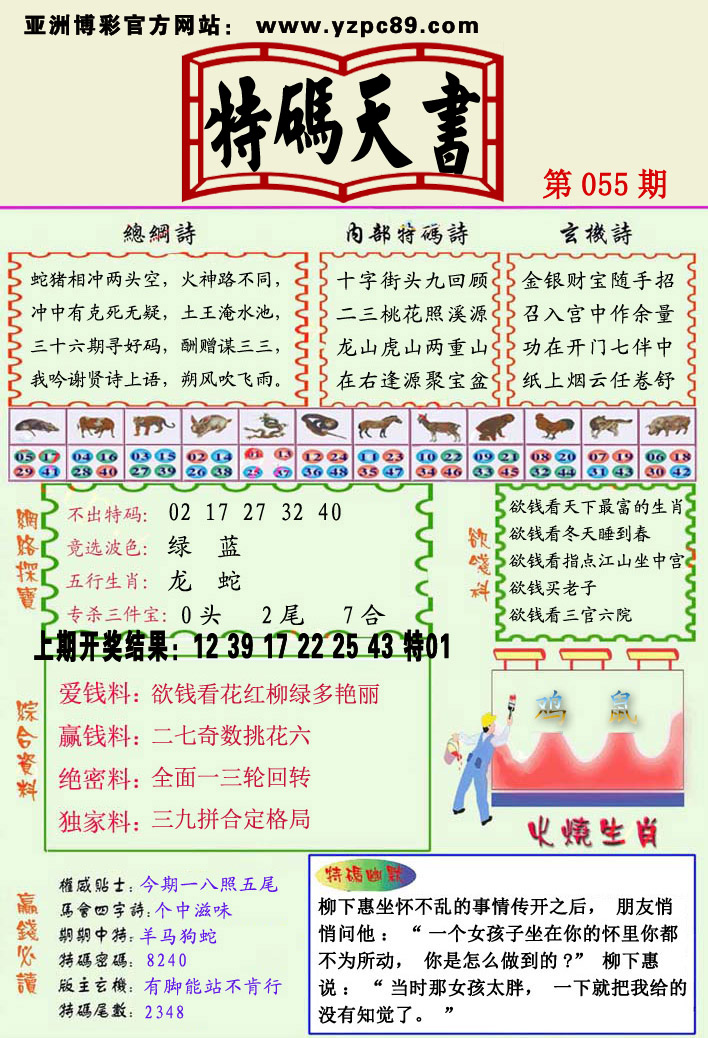 亚洲博彩官方网站：www.yzpc89.com
特碼天書
第055期
總綱詩
蛇猪相冲两头空，火神路不同，
冲中有克死无疑，土王淹水池，
三十六期寻好码，酬赠谋三三，
我吟谢贤诗上语，朔风吹飞雨。
內部特碼詩
十字街头九回顾
二三桃花照溪源
龙山虎山两重山
在右逢源聚宝盆
玄機詩
金银财宝随手招
召入宫中作余量
功在开门七伴中
纸上烟云任卷舒
05 17 04 16 03 15 02 14 01 13 12 24 11 23 10 22 09 21 08 20 07 19 06 18
29 41 28 40 27 39 26 38 25 37 36 48 35 47 34 46 33 45 32 44 31 43 30 42
網路探寶
不出特码：02 17 27 32 40
竞选波色：绿 蓝
五行生肖：龙 蛇
专杀三件宝：0头 2尾 7合
欲錢料
欲钱看天下最富的生肖
欲钱看冬天睡到春
欲钱看指点江山坐中宫
欲钱买老子
欲钱看三官六院
上期开奖结果：12 39 17 22 25 43 特01
綜合資料
爱钱料：欲钱看花红柳绿多艳丽
赢钱料：二七奇数挑花六
绝密料：全面一三轮回转
独家料：三九拼合定格局
鸡 鼠
火燒生肖
贏錢必讀
權威貼士：今期一八照五尾
馬會四字詩：个中滋味
期期中特：羊马狗蛇
特碼密碼：8240
版主玄機：有脚能站不肯行
特碼尾數：2348
特碼幽默
柳下惠坐怀不乱的事情传开之后， 朋友悄
悄问他：“一个女孩子坐在你的怀里你都
不为所动， 你是怎么做到的？” 柳下惠
说：“当时那女孩太胖， 一下就把我给的
没有知觉了。”